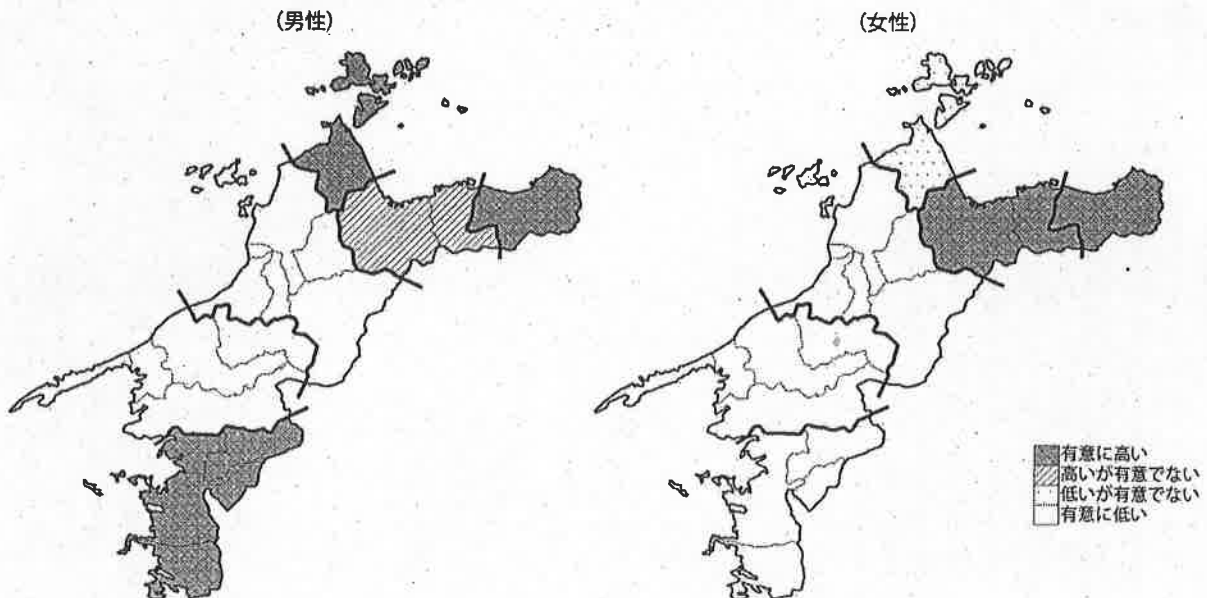 (男性)
(女性)
有意に高い
高いが有意でない
低いが有意でない
有意に低い